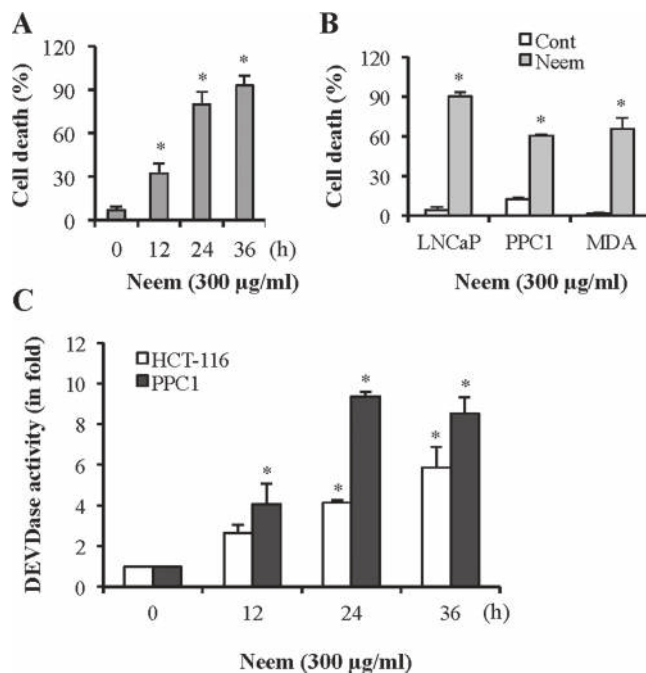 A
Cell death (%)
120
90
60
30
0
* * *
0 12 24 36 (h)
Neem (300 µg/ml)
B
Cell death (%)
120
90
60
30
0
Cont
Neem
* * *
LNCaP PPC1 MDA
Neem (300 µg/ml)
C
DEVDase activity (in fold)
12
10
8
6
4
2
0
HCT-116
PPC1
* * * * *
0 12 24 36 (h)
Neem (300 µg/ml)